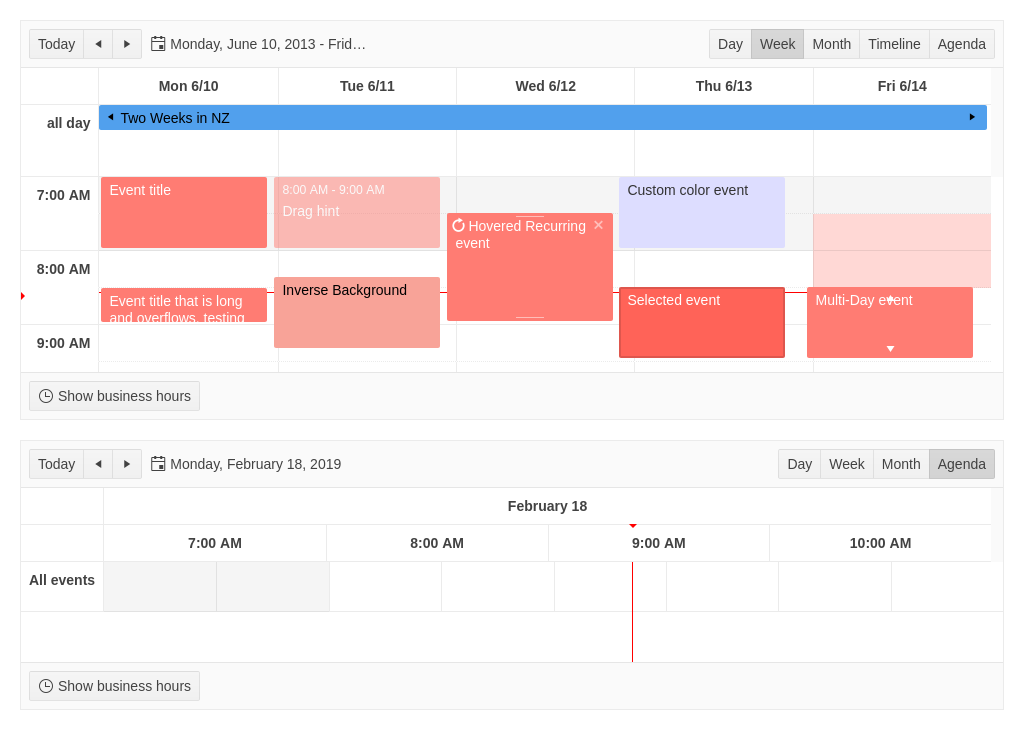 Today
Monday, June 10, 2013 - Frid…
Day Week Month Timeline Agenda
Mon 6/10 Tue 6/11 Wed 6/12 Thu 6/13 Fri 6/14
all day
Two Weeks in NZ
7:00 AM
Event title
8:00 AM - 9:00 AM
Drag hint
Custom color event
Hovered Recurring
event
8:00 AM
Inverse Background
Event title that is long
and overflows, testing
Selected event
Multi-Day event
9:00 AM
Show business hours
Today
Monday, February 18, 2019
Day Week Month Agenda
February 18
7:00 AM 8:00 AM 9:00 AM 10:00 AM
All events
Show business hours